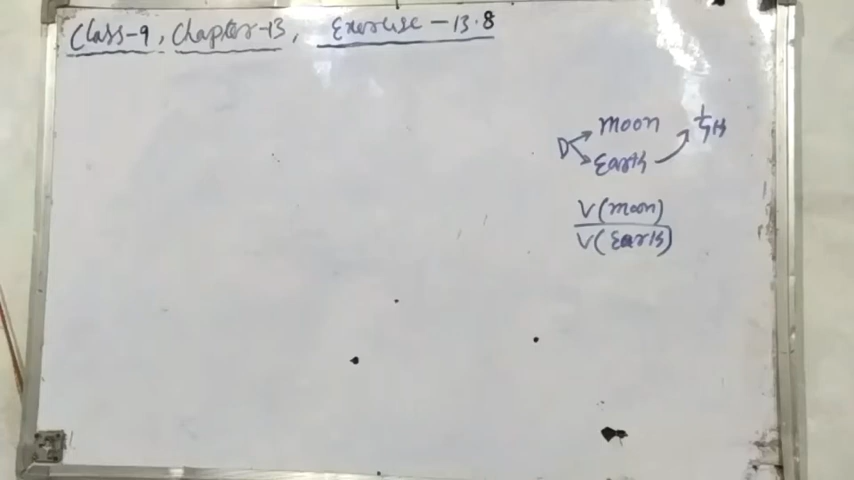 Class-9, Chapter-13, Exercise-13.8
D moon
Earth
V(moon)
V(Earth)